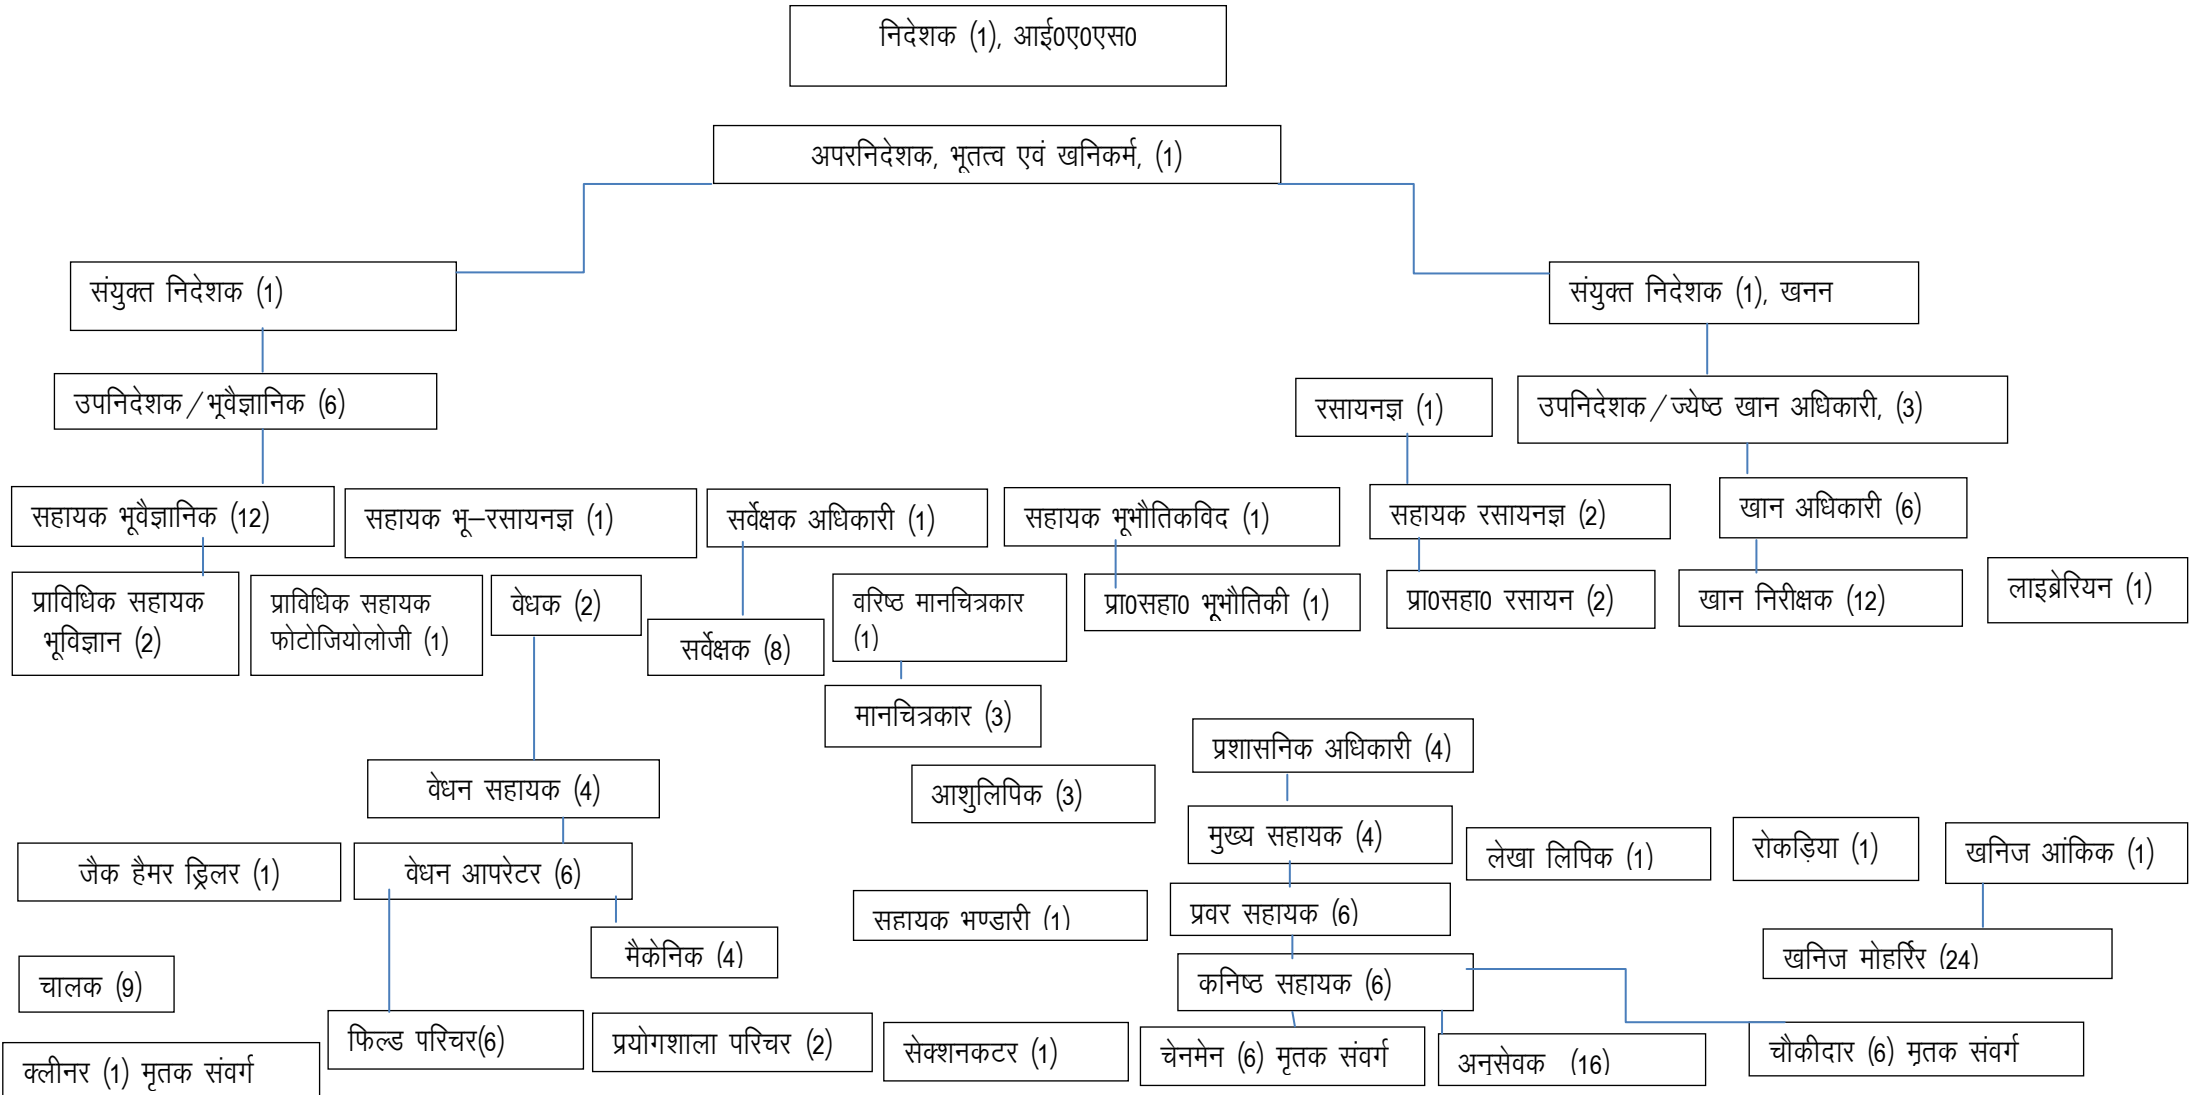 निदेशक (1), आई0ए0एस0
अपरनिदेशक, भूतत्व एवं खनिकर्म, (1)
संयुक्त निदेशक (1)
संयुक्त निदेशक (1), खनन
उपनिदेशक/भूवैज्ञानिक (6)
रसायनज्ञ (1)
उपनिदेशक/ज्येष्ठ खान अधिकारी, (3)
सहायक भूवैज्ञानिक (12)
सहायक भू–रसायनज्ञ (1)
सर्वेक्षक अधिकारी (1)
सहायक भूभौतिकविद (1)
सहायक रसायनज्ञ (2)
खान अधिकारी (6)
प्राविधिक सहायक
भूविज्ञान (2)
प्राविधिक सहायक
फोटोजियोलोजी (1)
वेधक (2)
सर्वेक्षक (8)
वरिष्ठ मानचित्रकार
(1)
प्रा0सहा0 भूभौतिकी (1)
प्रा0सहा0 रसायन (2)
खान निरीक्षक (12)
लाइब्रेरियन (1)
मानचित्रकार (3)
प्रशासनिक अधिकारी (4)
वेधन सहायक (4)
आशुलिपिक (3)
मुख्य सहायक (4)
लेखा लिपिक (1)
रोकड़िया (1)
खनिज आंकिक (1)
जैक हैमर ड्रिलर (1)
वेधन आपरेटर (6)
सहायक भण्डारी (1)
प्रवर सहायक (6)
मैकेनिक (4)
खनिज मोहर्रिर (24)
चालक (9)
कनिष्ठ सहायक (6)
फिल्ड परिचर(6)
प्रयोगशाला परिचर (2)
सेक्शनकटर (1)
चेनमेन (6) मृतक संवर्ग
अनुसेवक (16)
चौकीदार (6) मृतक संवर्ग
क्लीनर (1) मृतक संवर्ग